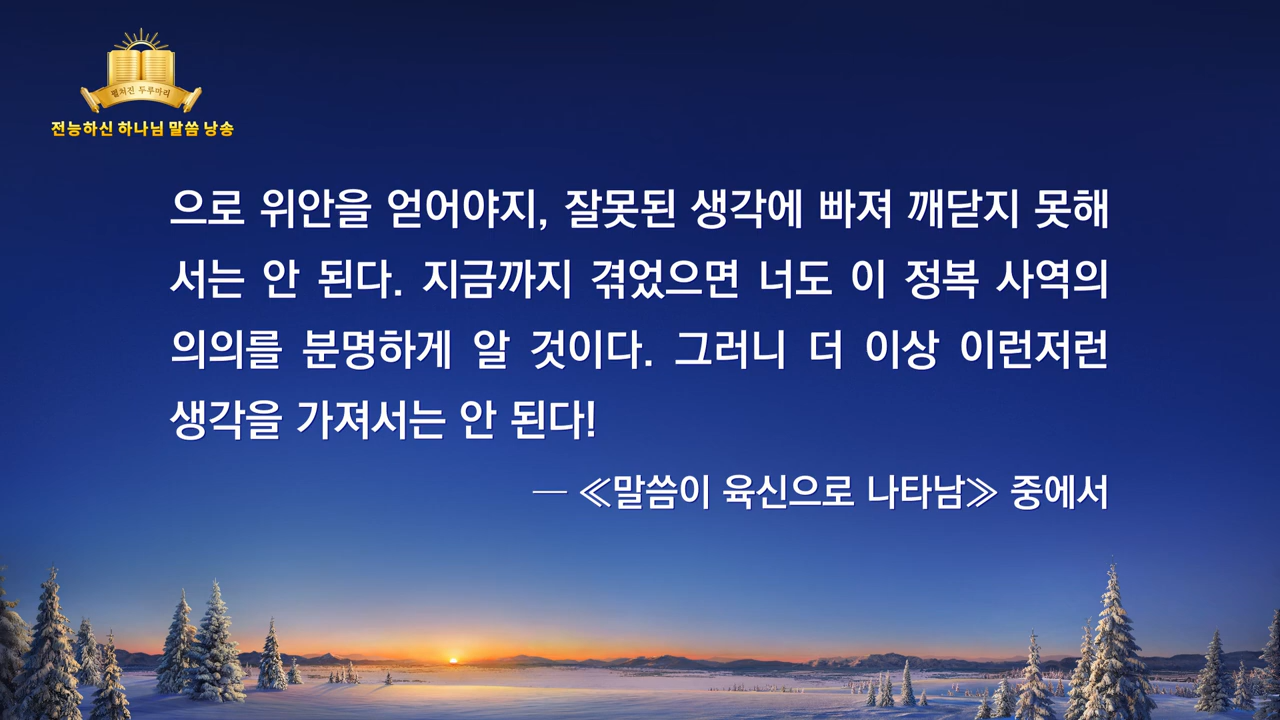 펼쳐진 두루마리
전능하신 하나님 말씀 낭송
으로 위안을 얻어야지, 잘못된 생각에 빠져 깨닫지 못해
서는 안 된다. 지금까지 겪었으면 너도 이 정복 사역의
의의를 분명하게 알 것이다. 그러니 더 이상 이런저런
생각을 가져서는 안 된다!
— ≪말씀이 육신으로 나타남≫ 중에서